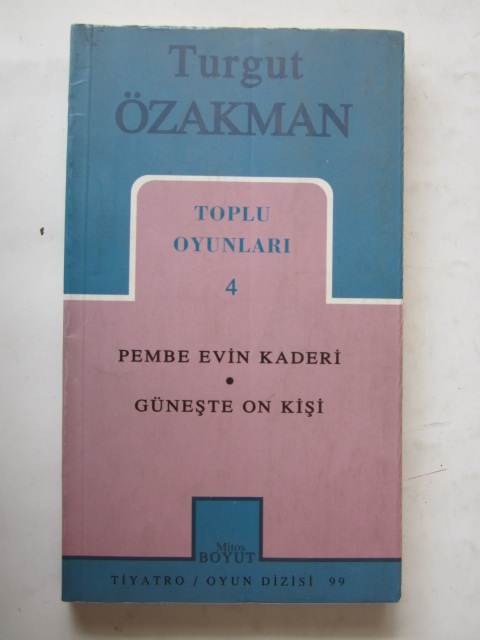 Turgut
ÖZAKMAN
TOPLU
OYUNLARI
4
PEMBE EVİN KADERİ
•
GÜNEŞTE ON KİŞİ
Mitos
BOYUT
TİYATRO / OYUN DİZİSİ 99